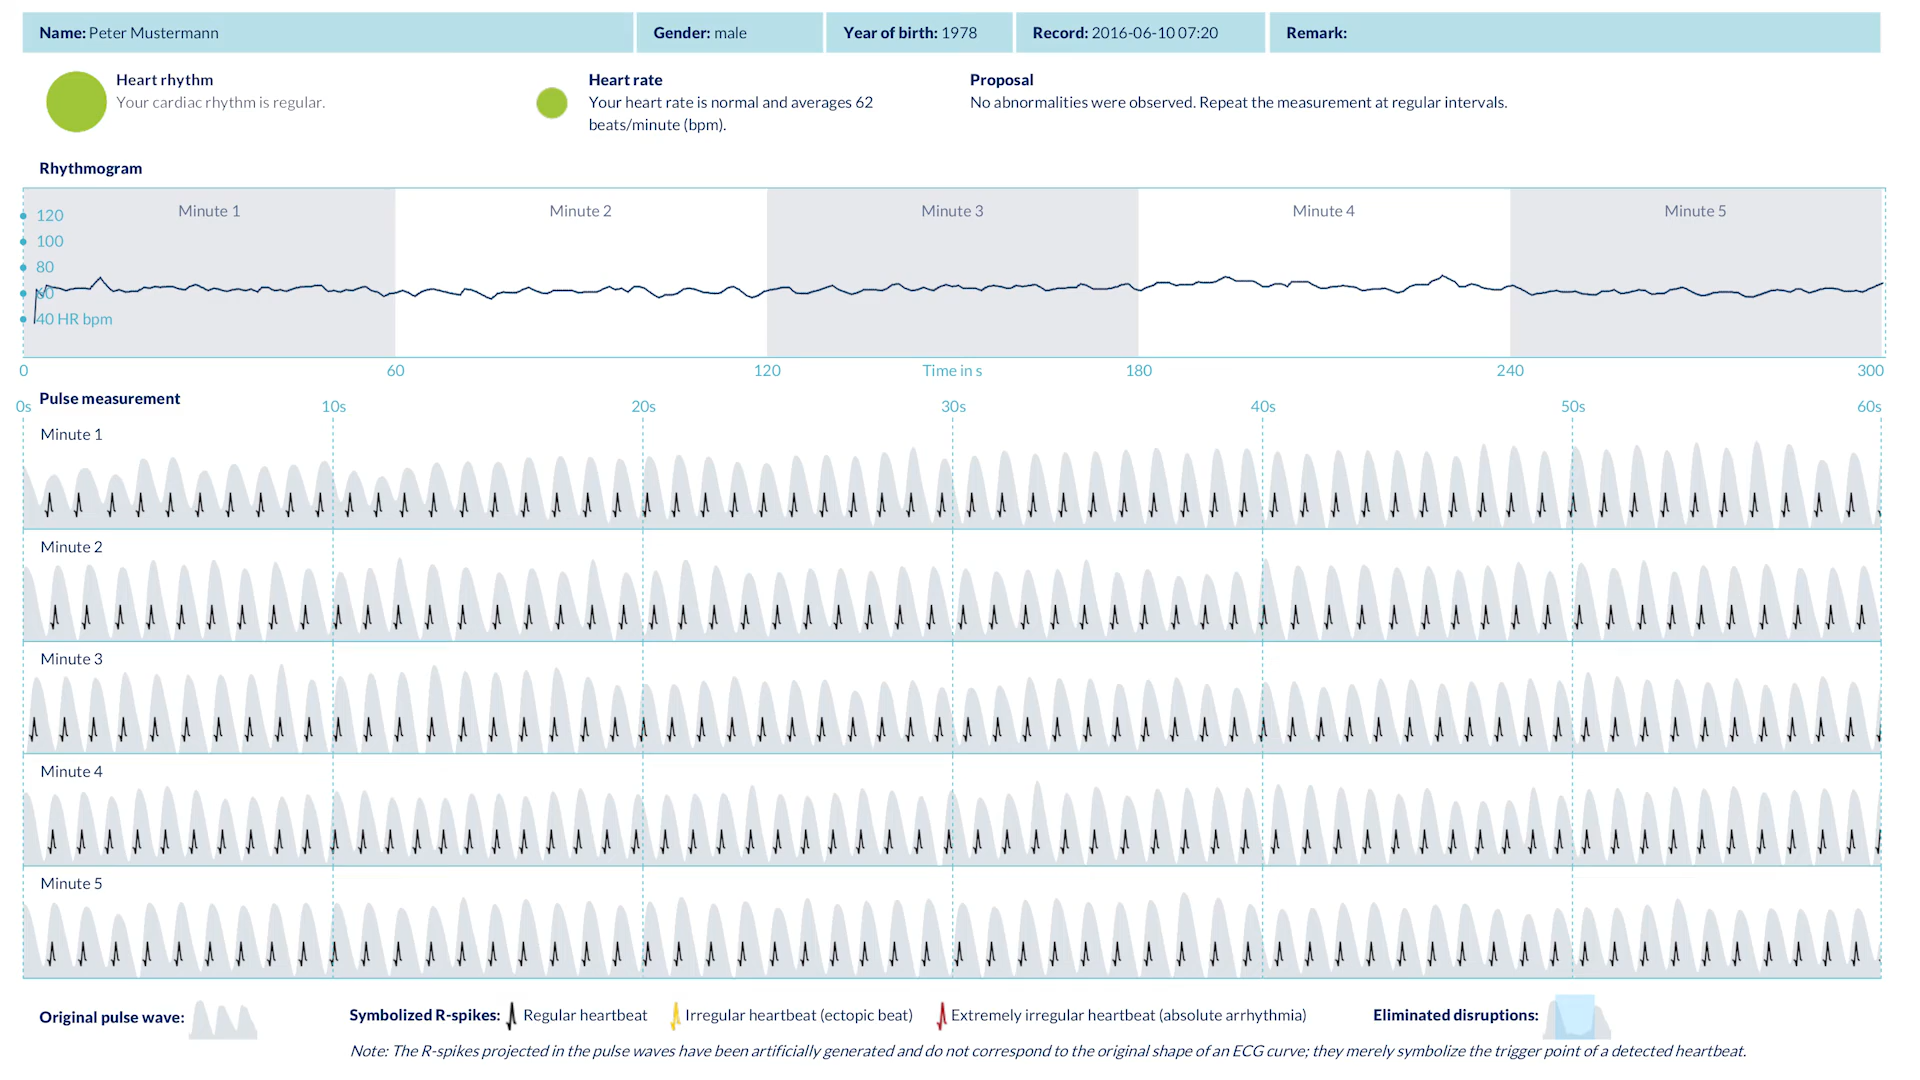 Name: Peter Mustermann
Gender: male
Year of birth: 1978
Record: 2016-06-10 07:20
Remark:
Heart rhythm
Your cardiac rhythm is regular.
Heart rate
Your heart rate is normal and averages 62
beats/minute (bpm).
Proposal
No abnormalities were observed. Repeat the measurement at regular intervals.
Rhythmogram
Minute 1
Minute 2
Minute 3
Minute 4
Minute 5
120
100
80
60
40 HR bpm
0
60
120
Time in s
180
240
300
Pulse measurement
0s
10s
20s
30s
40s
50s
60s
Minute 1
Minute 2
Minute 3
Minute 4
Minute 5
Original pulse wave:
Symbolized R-spikes:
Regular heartbeat
Irregular heartbeat (ectopic beat)
Extremely irregular heartbeat (absolute arrhythmia)
Eliminated disruptions:
Note: The R-spikes projected in the pulse waves have been artificially generated and do not correspond to the original shape of an ECG curve; they merely symbolize the trigger point of a detected heartbeat.